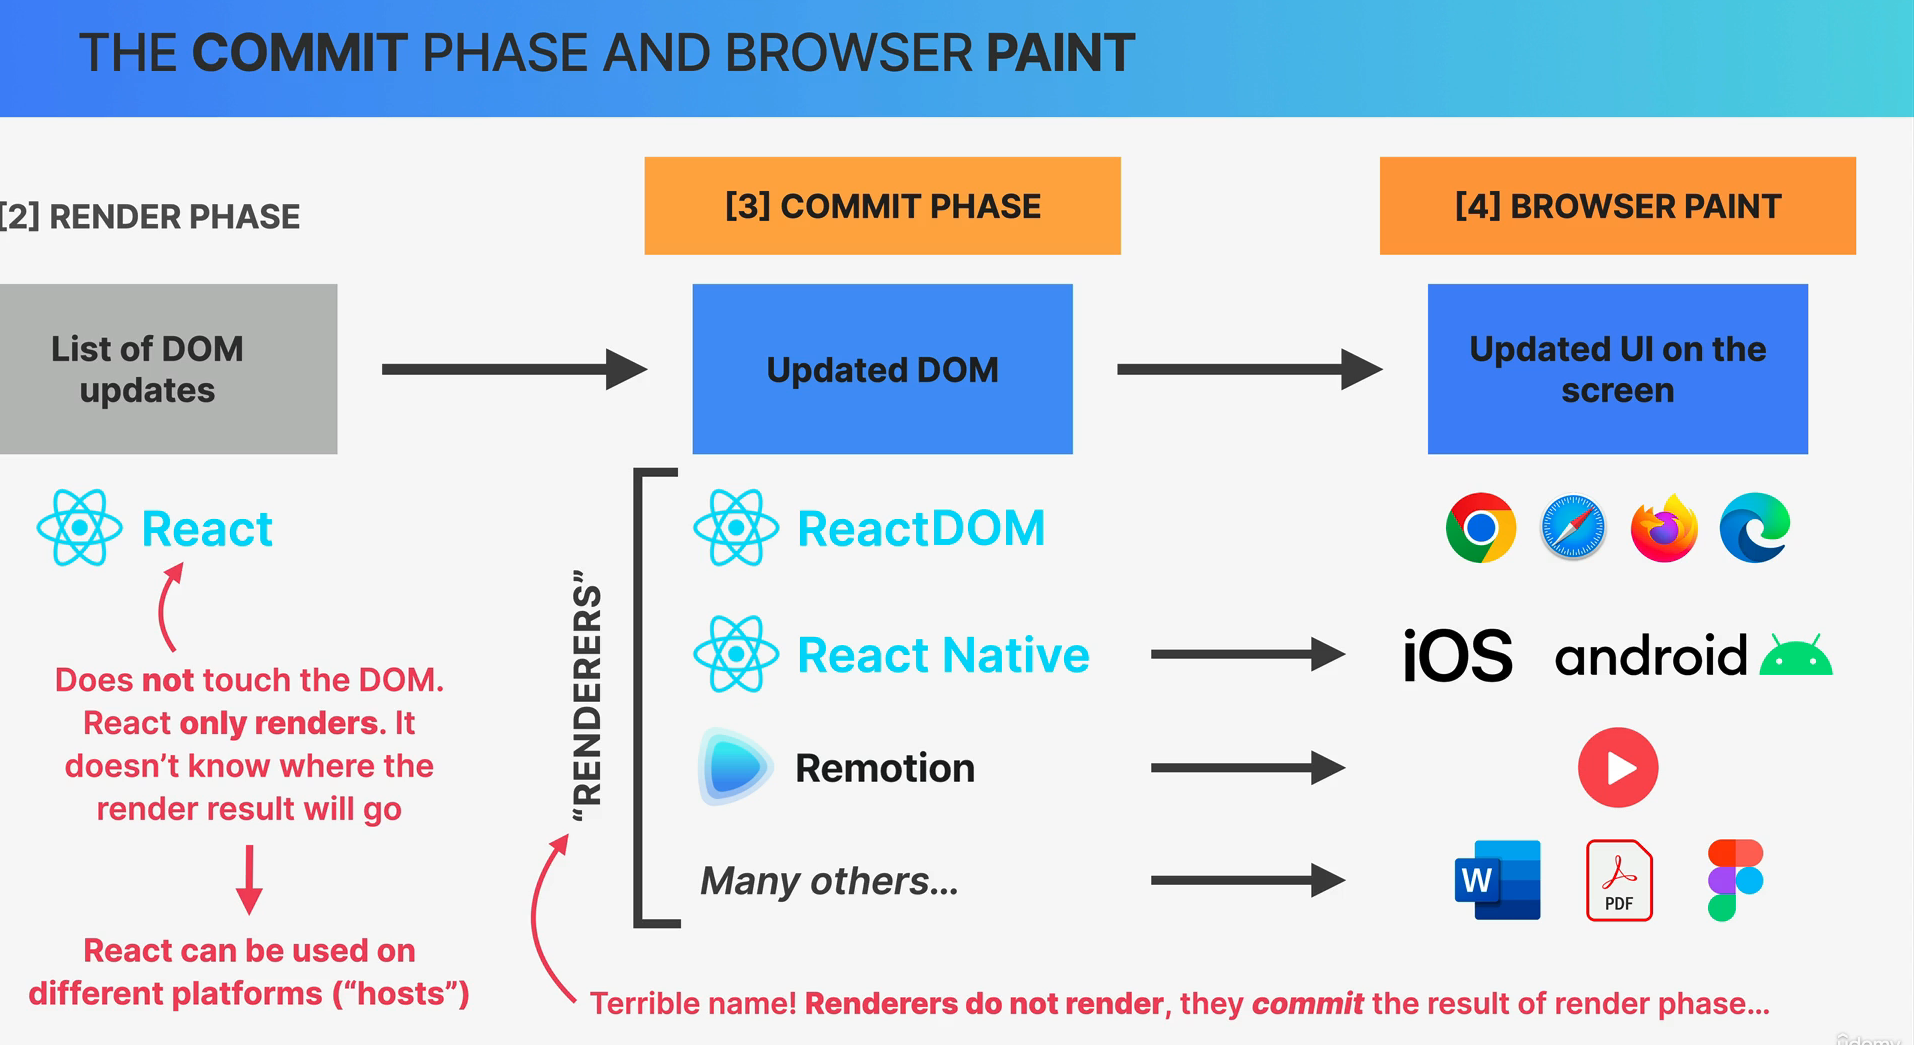 THE COMMIT PHASE AND BROWSER PAINT
[2] RENDER PHASE
[3] COMMIT PHASE
[4] BROWSER PAINT
List of DOM
updates
Updated DOM
Updated UI on the
screen
React
ReactDOM
"RENDERERS"
React Native
iOS
android
Does not touch the DOM.
React only renders. It
doesn't know where the
render result will go
Remotion
Many others…
W
PDF
React can be used on
different platforms ("hosts")
Terrible name! Renderers do not render, they commit the result of render phase…